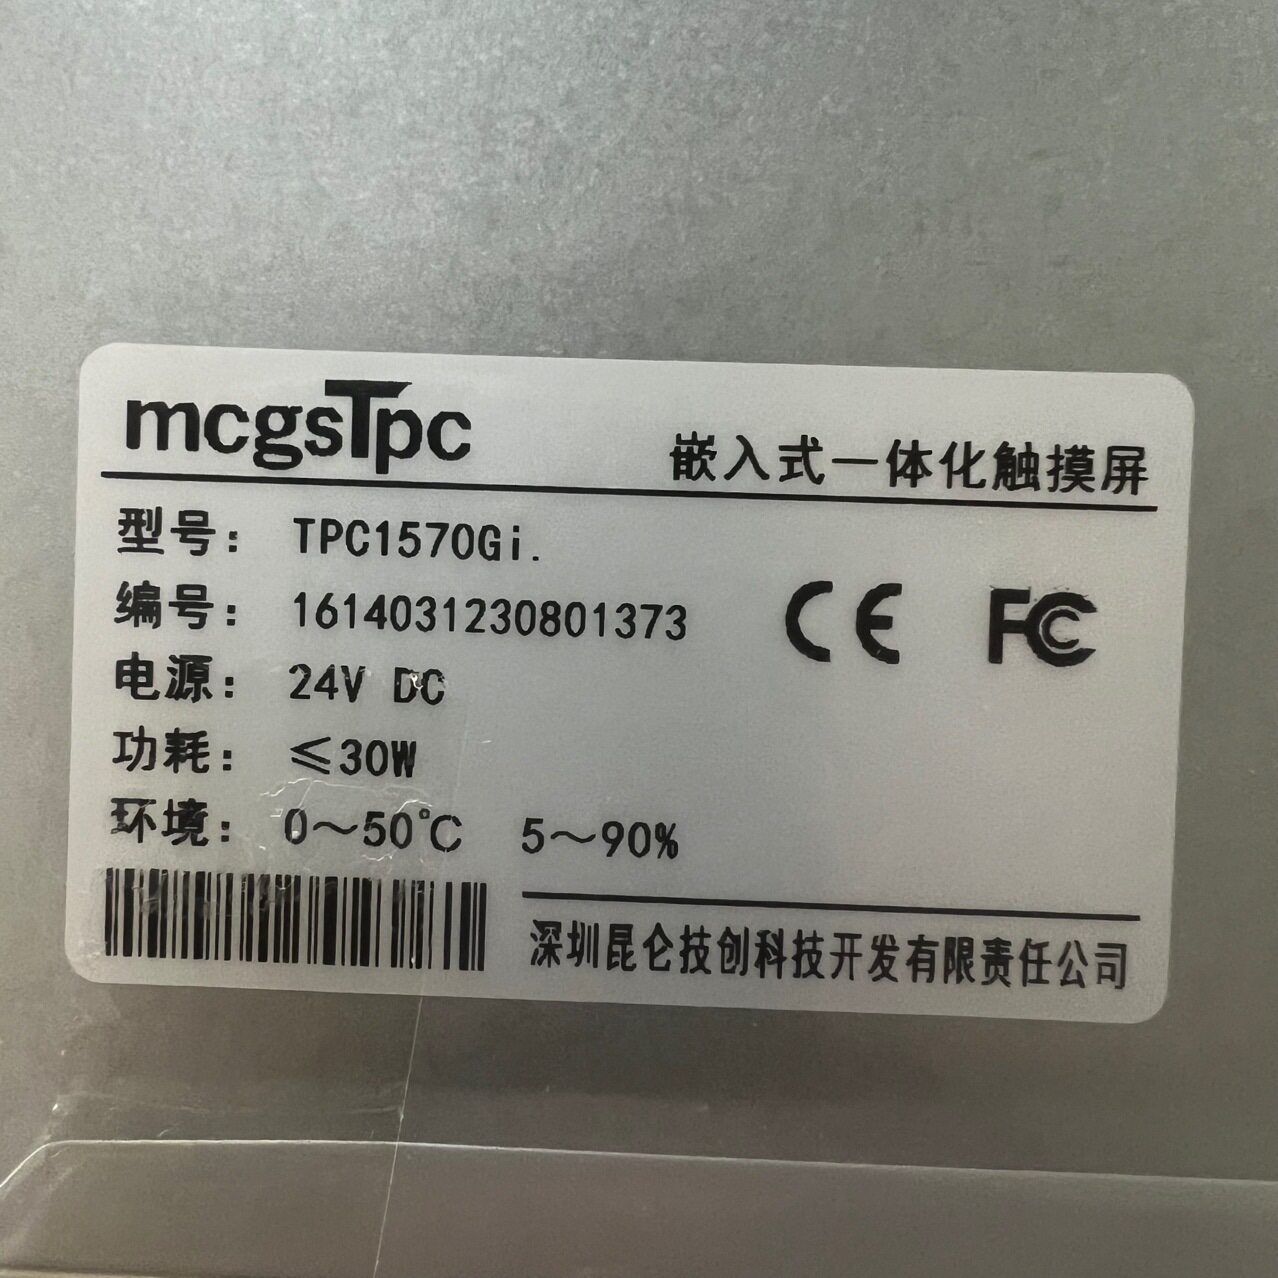 mcgsTpc
嵌入式一体化触摸屏
型号: TPC1570Gi.
编号: 1614031230801373
CE FC
电源: 24V DC
功耗: ≤30W
环境: 0～50℃ 5～90%
深圳昆仑技创科技开发有限责任公司